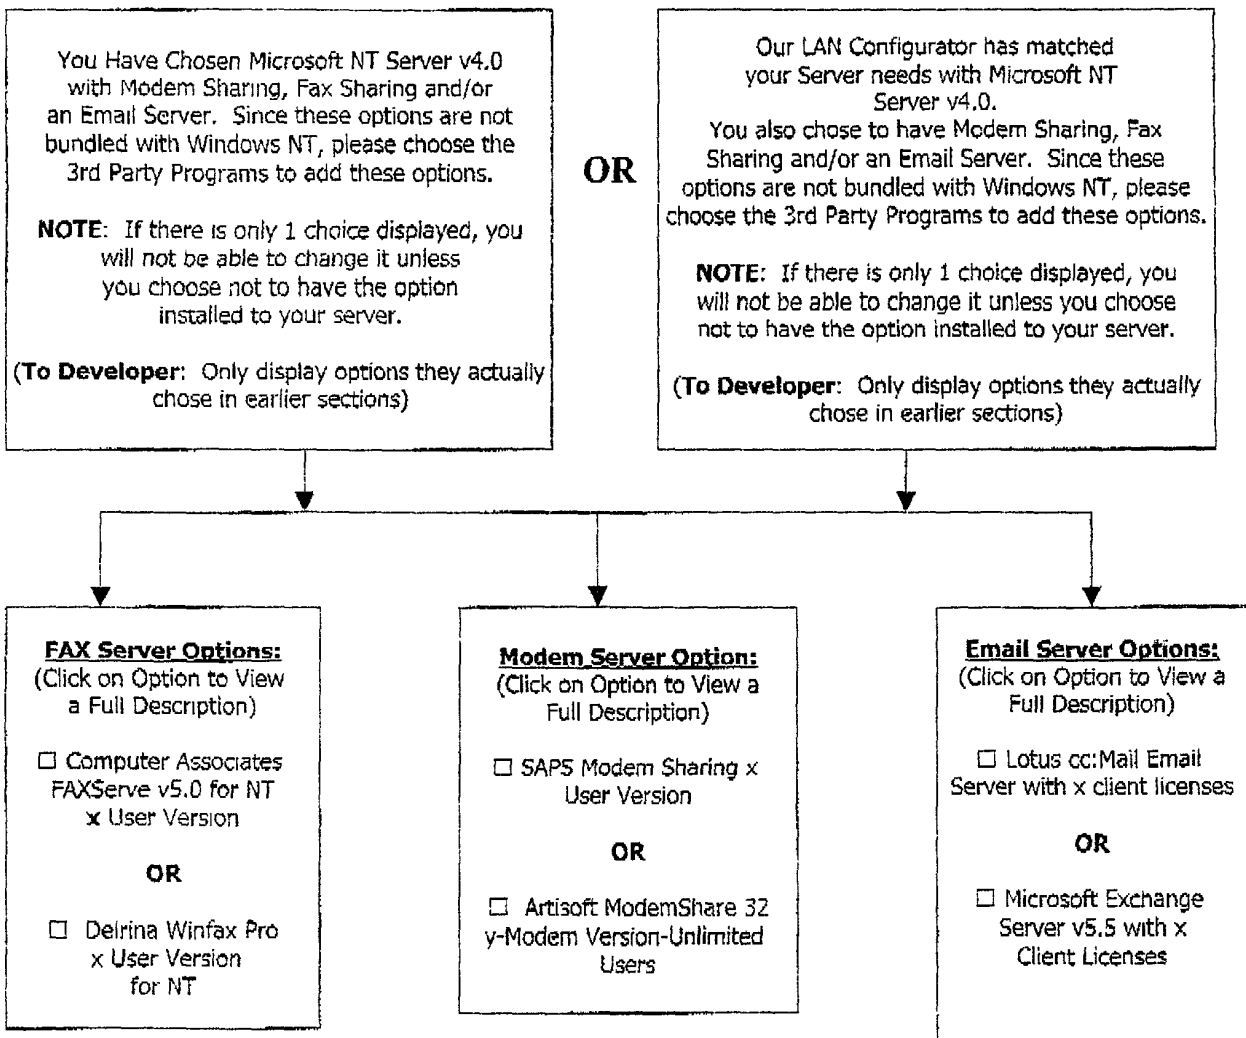 You Have Chosen Microsoft NT Server v4.0
with Modem Sharing, Fax Sharing and/or
an Email Server. Since these options are not
bundled with Windows NT, please choose the
3rd Party Programs to add these options.
NOTE: If there is only 1 choice displayed, you
will not be able to change it unless
you choose not to have the option
installed to your server.
(To Developer: Only display options they actually
chose in earlier sections)
OR
Our LAN Configurator has matched
your Server needs with Microsoft NT
Server v4.0.
You also chose to have Modem Sharing, Fax
Sharing and/or an Email Server. Since these
options are not bundled with Windows NT, please
choose the 3rd Party Programs to add these options.
NOTE: If there is only 1 choice displayed, you
will not be able to change it unless you choose
not to have the option installed to your server.
(To Developer: Only display options they actually
chose in earlier sections)
FAX Server Options:
(Click on Option to View
a Full Description)
☐ Computer Associates
FAXServe v5.0 for NT
x User Version
OR
☐ Delrina Winfax Pro
x User Version
for NT
Modem Server Option:
(Click on Option to View a
Full Description)
☐ SAPS Modem Sharing x
User Version
OR
☐ Artisoft ModemShare 32
y-Modem Version-Unlimited
Users
Email Server Options:
(Click on Option to View a
Full Description)
☐ Lotus cc:Mail Email
Server with x client licenses
OR
☐ Microsoft Exchange
Server v5.5 with x
Client Licenses